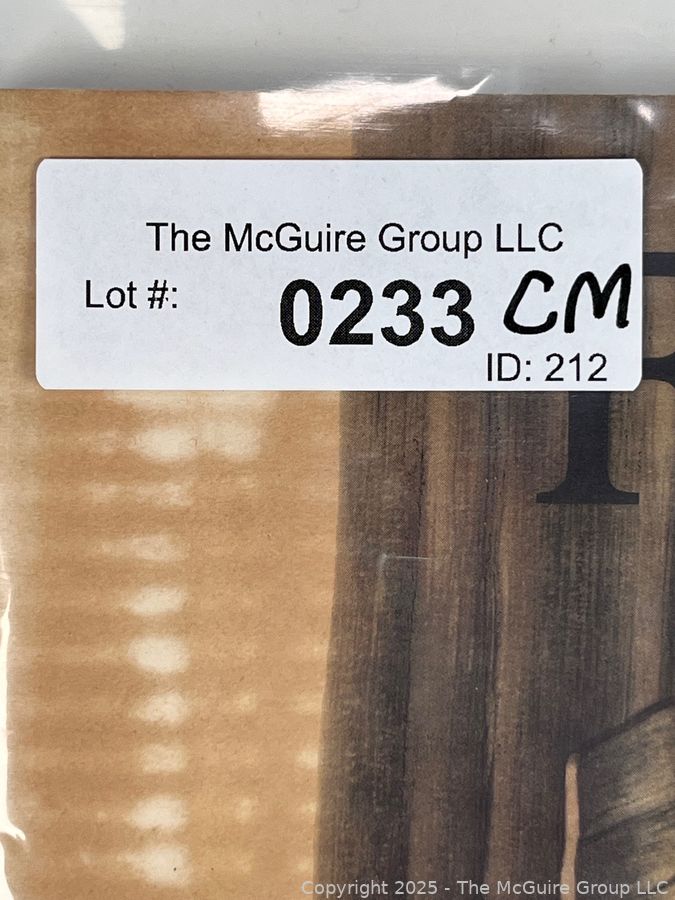 The McGuire Group LLC
Lot #: 0233 CM
ID: 212
Copyright 2025 - The McGuire Group LLC